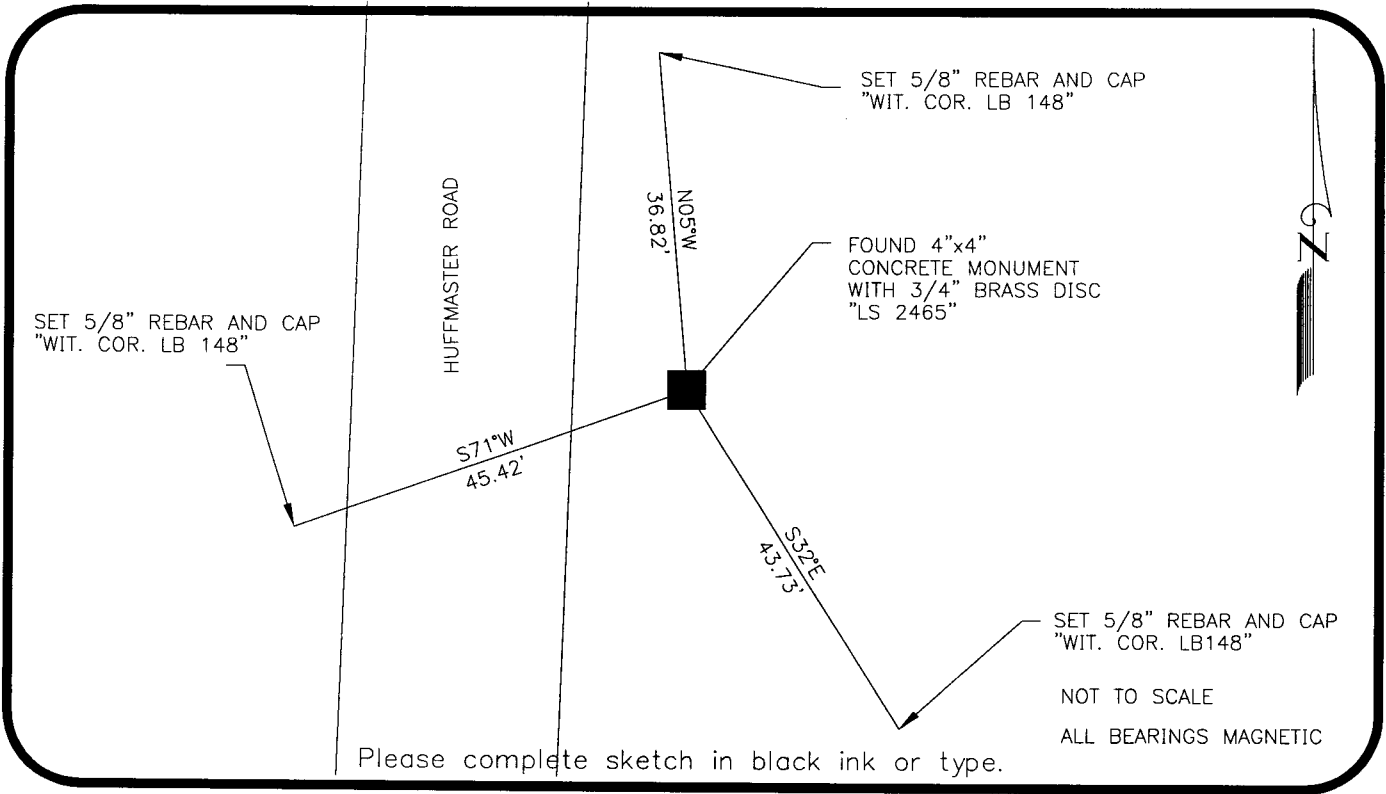 SET 5/8" REBAR AND CAP
"WIT. COR. LB 148"
N05°W
36.82'
HUFFMASTER ROAD
FOUND 4"x4"
CONCRETE MONUMENT
WITH 3/4" BRASS DISC
"LS 2465"
N
SET 5/8" REBAR AND CAP
"WIT. COR. LB 148"
S71°W
45.42'
S32°E
43.73'
SET 5/8" REBAR AND CAP
"WIT. COR. LB148"
NOT TO SCALE
ALL BEARINGS MAGNETIC
Please complete sketch in black ink or type.